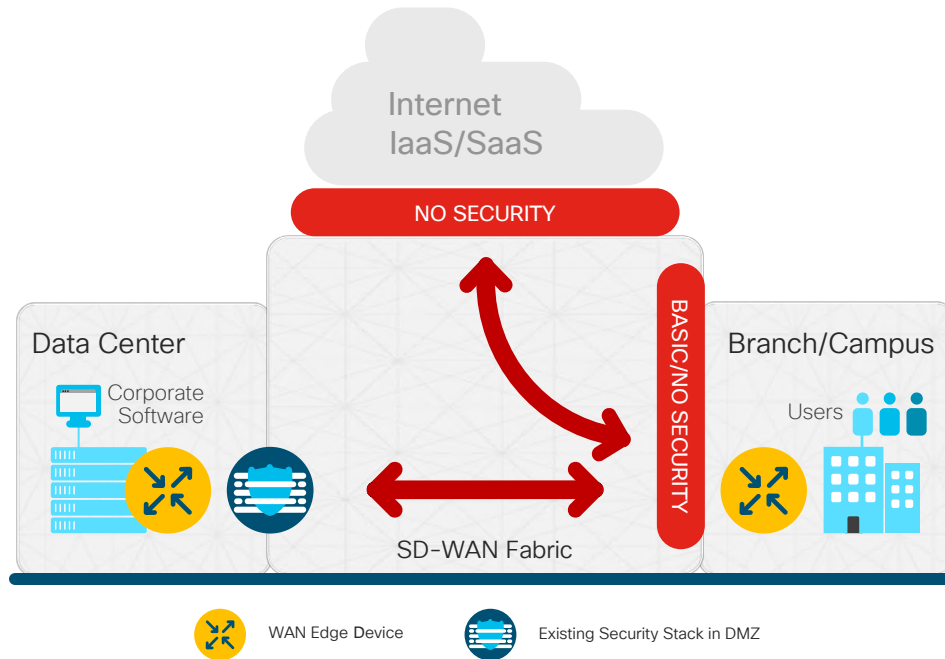 Internet
IaaS/SaaS
NO SECURITY
Data Center
Corporate
Software
BASIC/NO SECURITY
Branch/Campus
Users
SD-WAN Fabric
WAN Edge Device
Existing Security Stack in DMZ